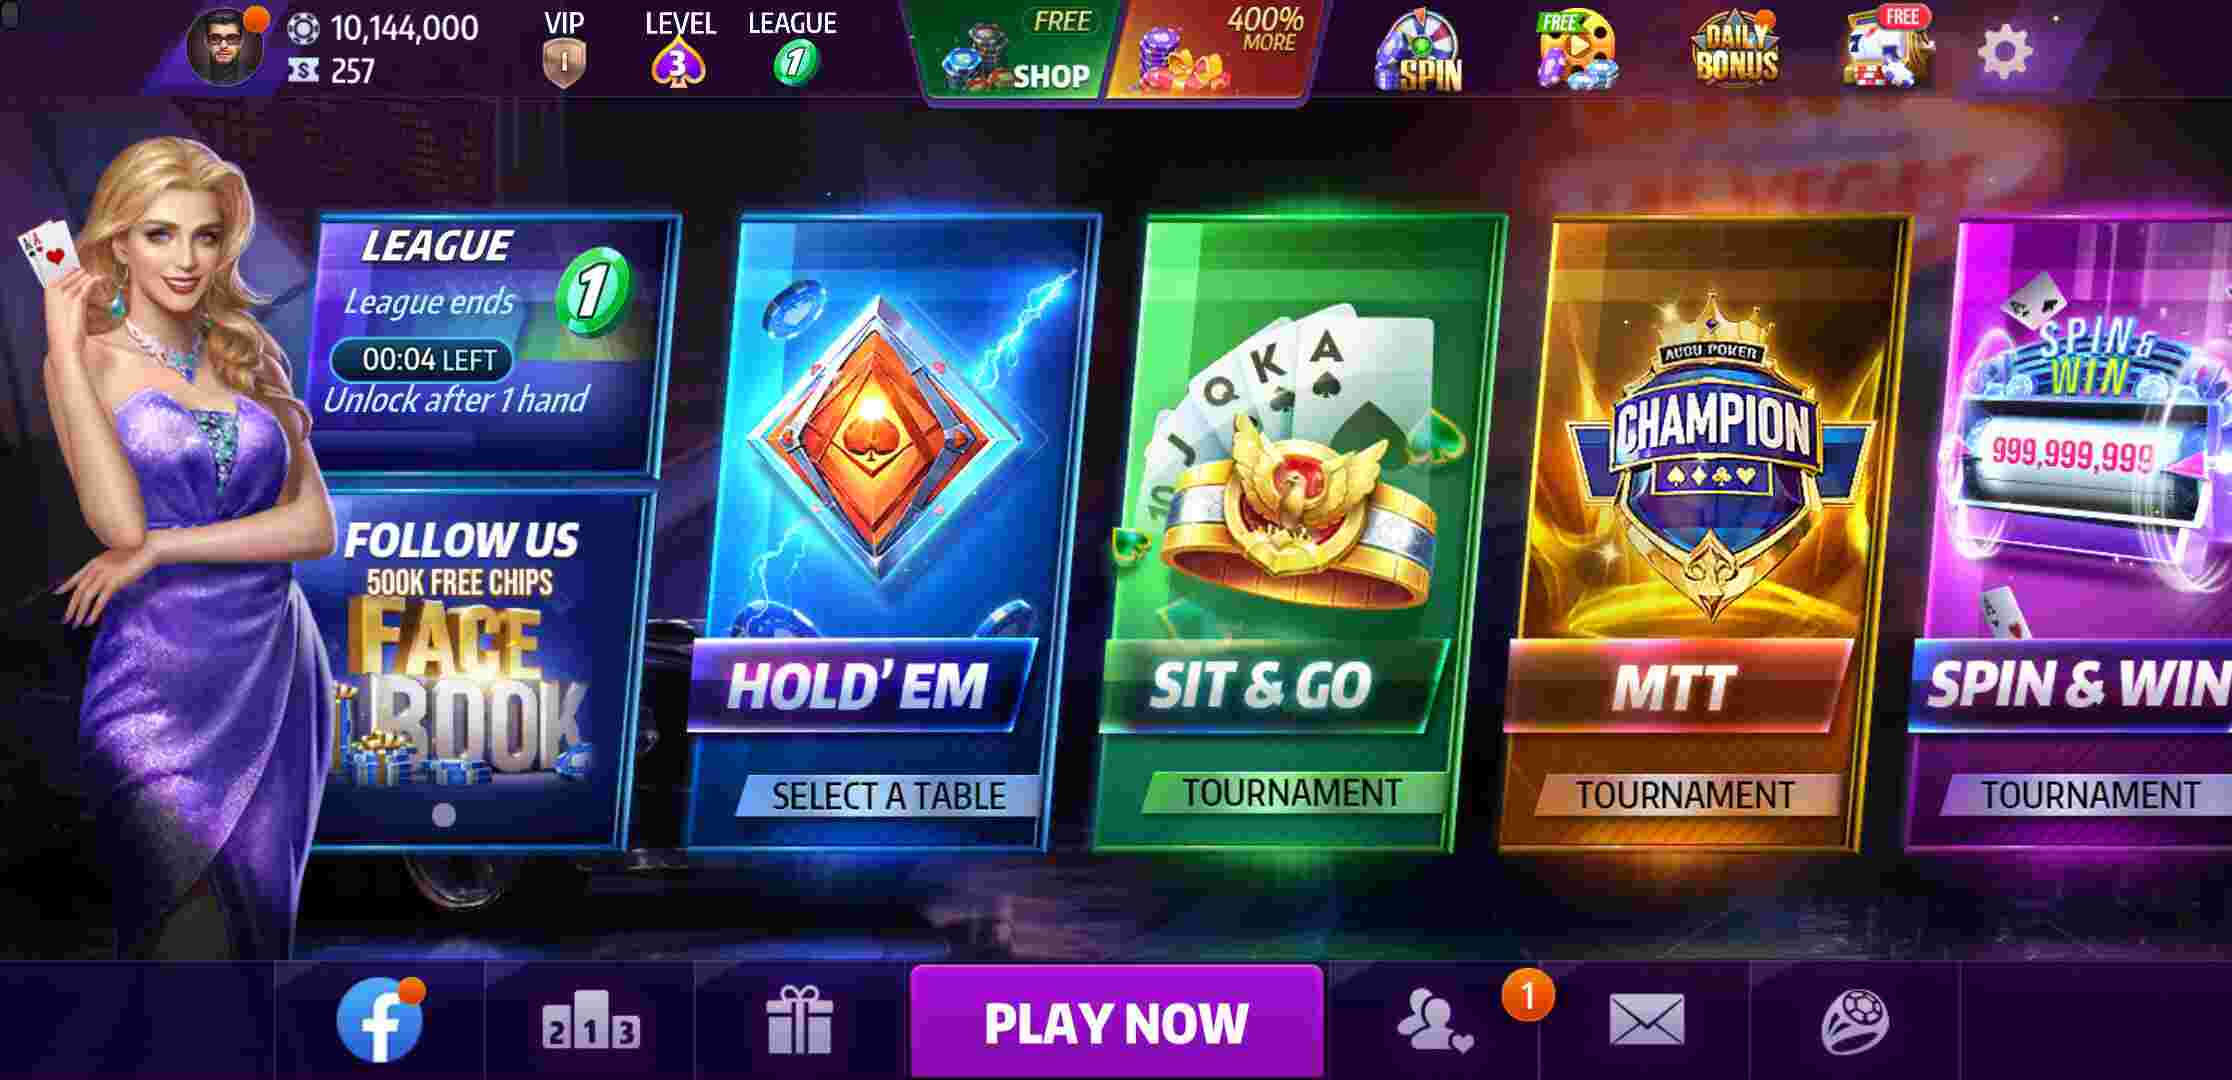 10,144,000
257
VIP
1
LEVEL
3
LEAGUE
1
FREE
SHOP
400%
MORE
SPIN
FREE
DAILY
BONUS
FREE
LEAGUE
League ends
1
00:04 LEFT
Unlock after 1 hand
FOLLOW US
500K FREE CHIPS
FACE
BOOK
HOLD' EM
SELECT A TABLE
A
K
Q
J
10
SIT & GO
TOURNAMENT
CHAMPION
MTT
TOURNAMENT
SPIN &
WIN
999,999,999
SPIN & WIN
TOURNAMENT
2 1 3
PLAY NOW
1